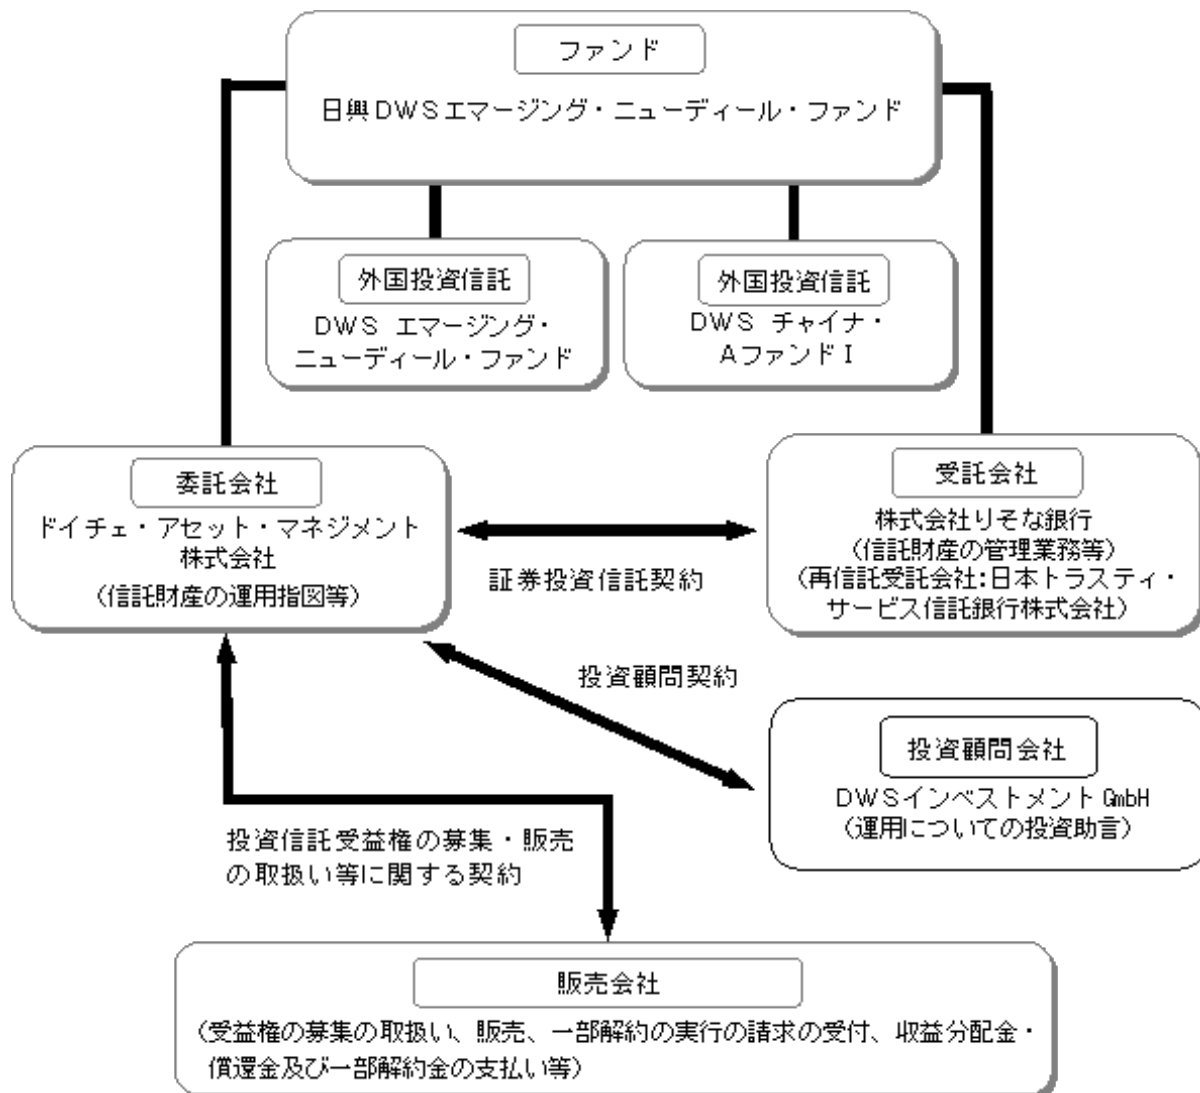 ファンド
日興DWSエマージング・ニューディール・ファンド
外国投資信託
DWS エマージング・
ニューディール・ファンド
外国投資信託
DWS チャイナ・
AファンドⅠ
委託会社
ドイチェ・アセット・マネジメント
株式会社
(信託財産の運用指図等)
証券投資信託契約
受託会社
株式会社りそな銀行
(信託財産の管理業務等)
(再信託受託会社:日本トラスティ・
サービス信託銀行株式会社)
投資顧問契約
投資顧問会社
DWSインベストメントGmbH
(運用についての投資助言)
投資信託受益権の募集・販売
の取扱い等に関する契約
販売会社
(受益権の募集の取扱い、販売、一部解約の実行の請求の受付、収益分配金・
償還金及び一部解約金の支払い等)